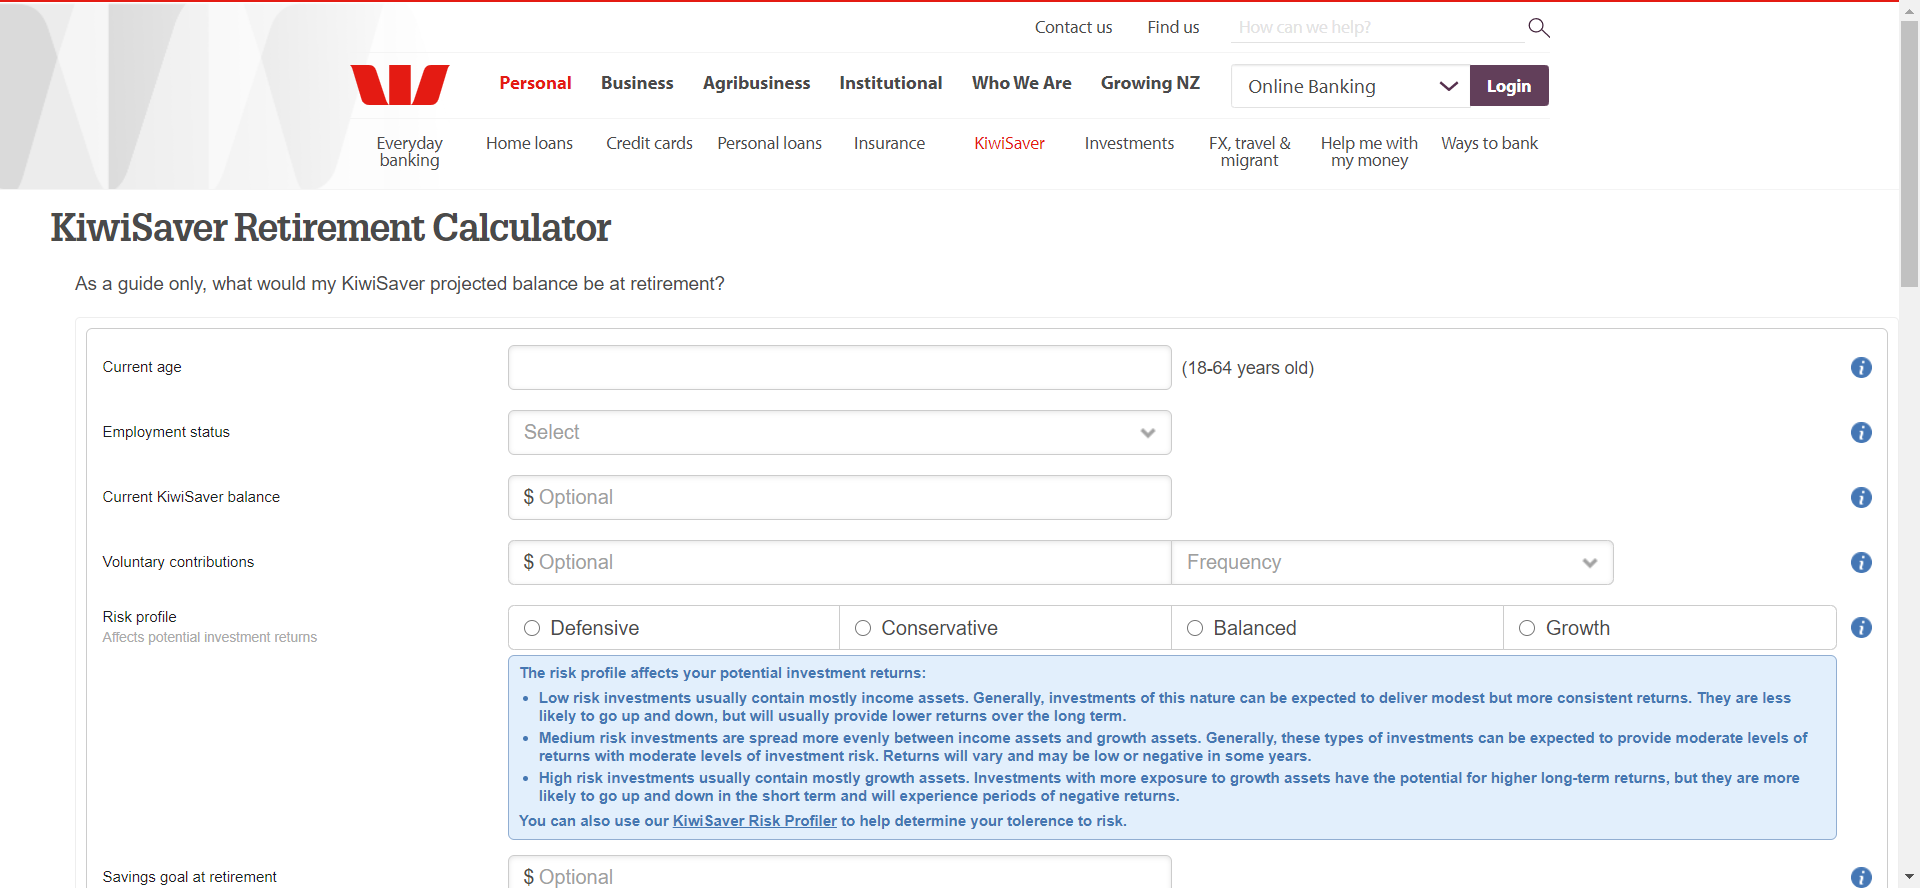 Contact us
Find us
How can we help?
Personal
Business
Agribusiness
Institutional
Who We Are
Growing NZ
Online Banking
Login
Everyday
banking
Home loans
Credit cards
Personal loans
Insurance
KiwiSaver
Investments
FX, travel &
migrant
Help me with
my money
Ways to bank
KiwiSaver Retirement Calculator
As a guide only, what would my KiwiSaver projected balance be at retirement?
Current age
(18-64 years old)
i
Employment status
Select
i
Current KiwiSaver balance
$ Optional
i
Voluntary contributions
$ Optional
Frequency
i
Risk profile
Affects potential investment returns
Defensive
Conservative
Balanced
Growth
i
The risk profile affects your potential investment returns:
• Low risk investments usually contain mostly income assets. Generally, investments of this nature can be expected to deliver modest but more consistent returns. They are less
likely to go up and down, but will usually provide lower returns over the long term.
• Medium risk investments are spread more evenly between income assets and growth assets. Generally, these types of investments can be expected to provide moderate levels of
returns with moderate levels of investment risk. Returns will vary and may be low or negative in some years.
• High risk investments usually contain mostly growth assets. Investments with more exposure to growth assets have the potential for higher long-term returns, but they are more
likely to go up and down in the short term and will experience periods of negative returns.
You can also use our KiwiSaver Risk Profiler to help determine your tolerence to risk.
Savings goal at retirement
$ Optional
i